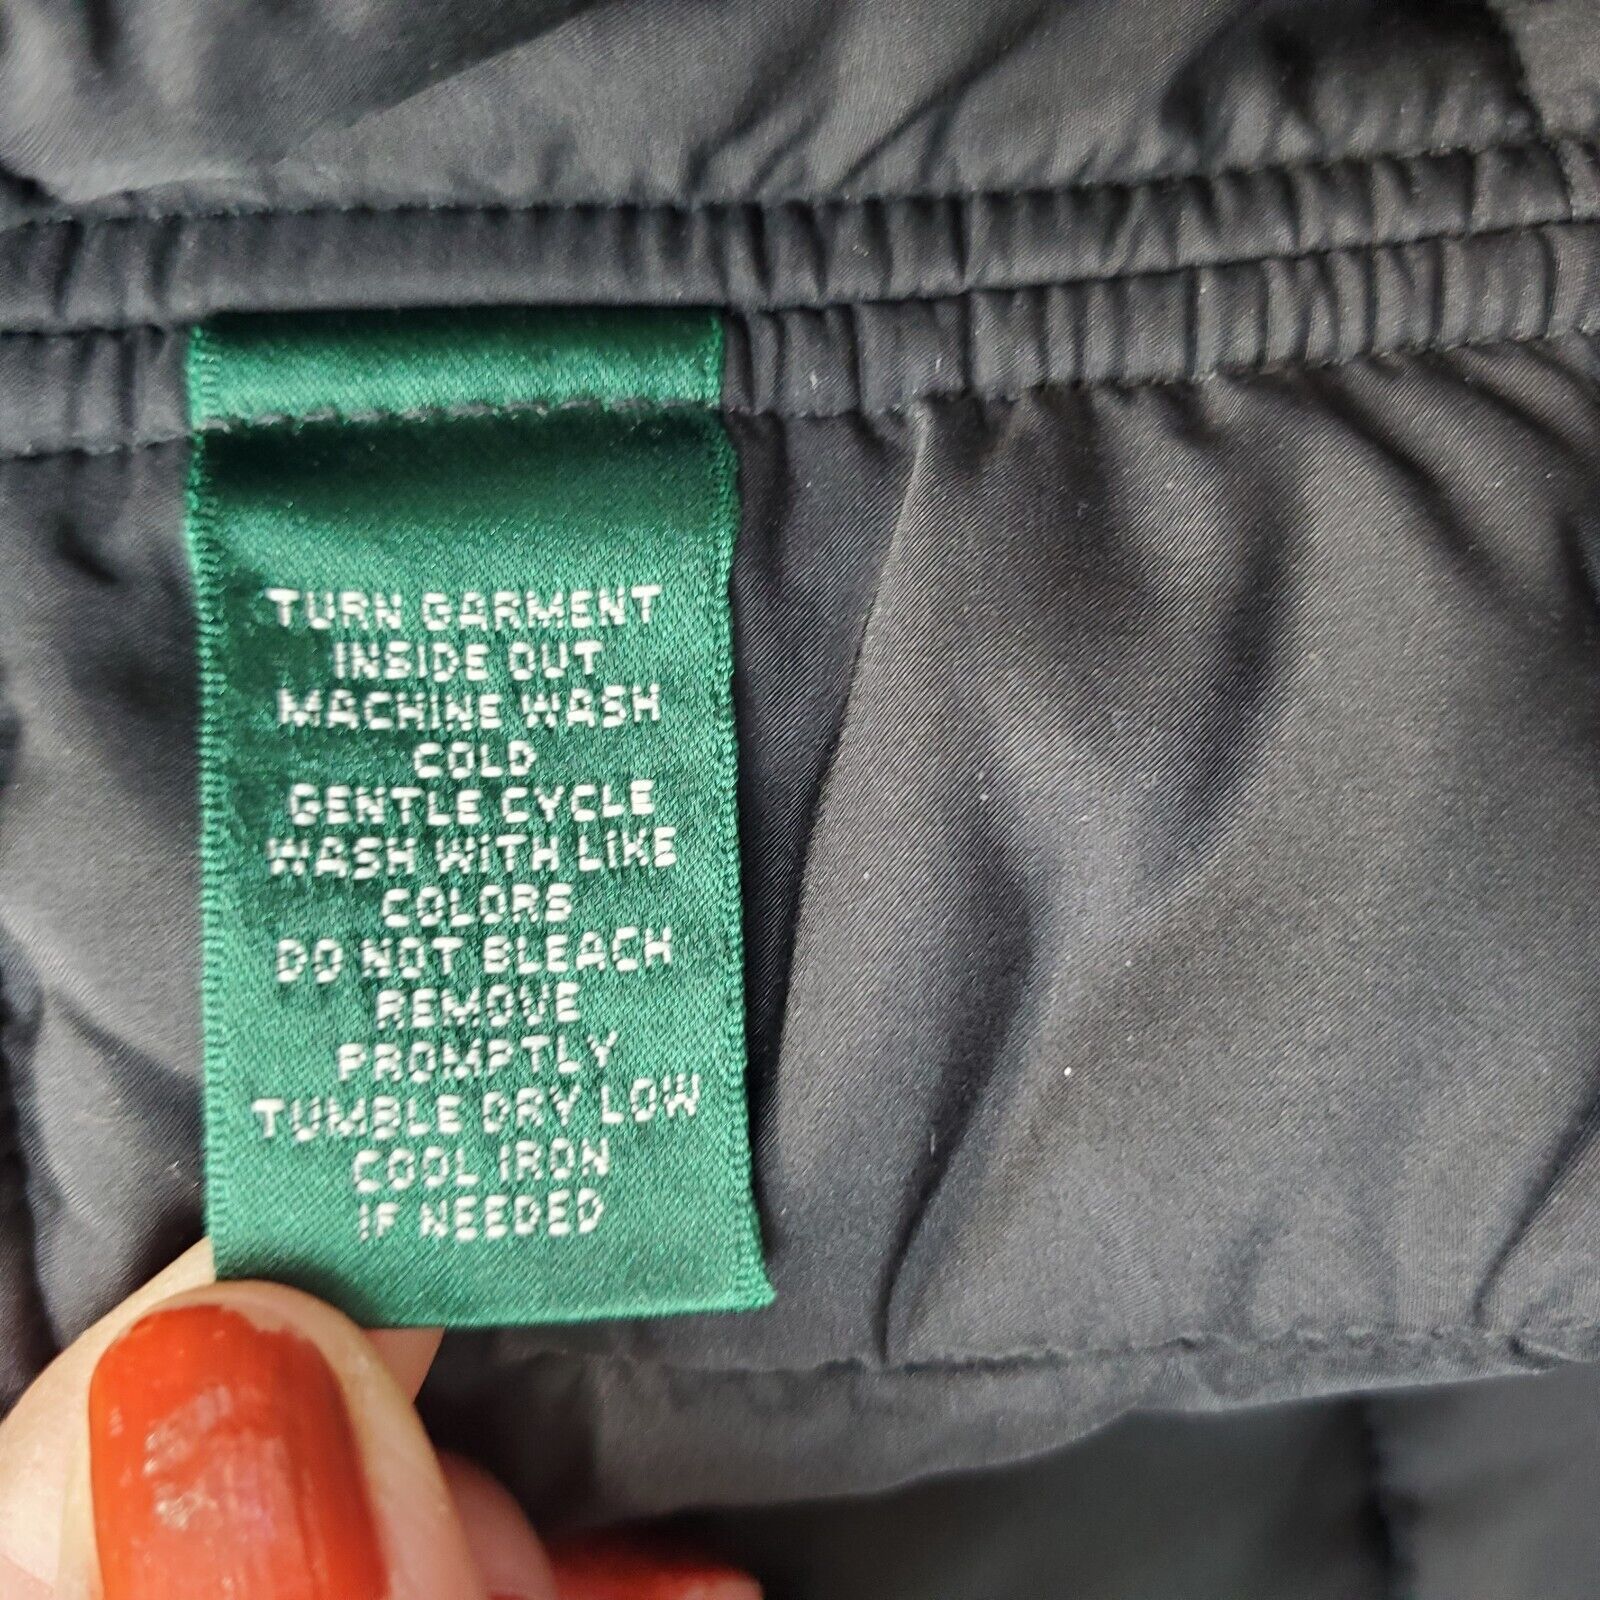 TURN GARMENT
INSIDE OUT
MACHINE WASH
COLD
GENTLE CYCLE
WASH WITH LIKE
COLORS
DO NOT BLEACH
REMOVE
PROMPTLY
TUMBLE DRY LOW
COOL IRON
IF NEEDED